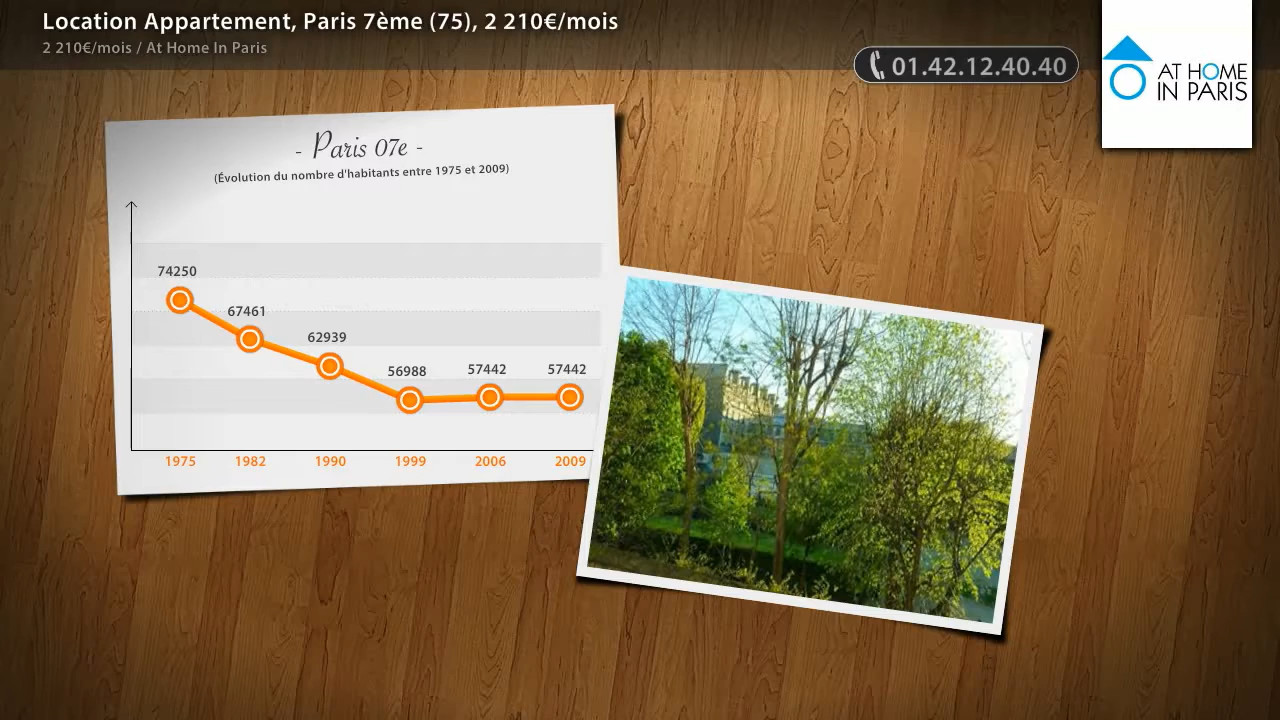 Location Appartement, Paris 7ème (75), 2 210€/mois
2 210€/mois / At Home In Paris
01.42.12.40.40
AT HOME
IN PARIS
- Paris 07e -
(Évolution du nombre d'habitants entre 1975 et 2009)
74250
67461
62939
56988
57442
57442
1975
1982
1990
1999
2006
2009